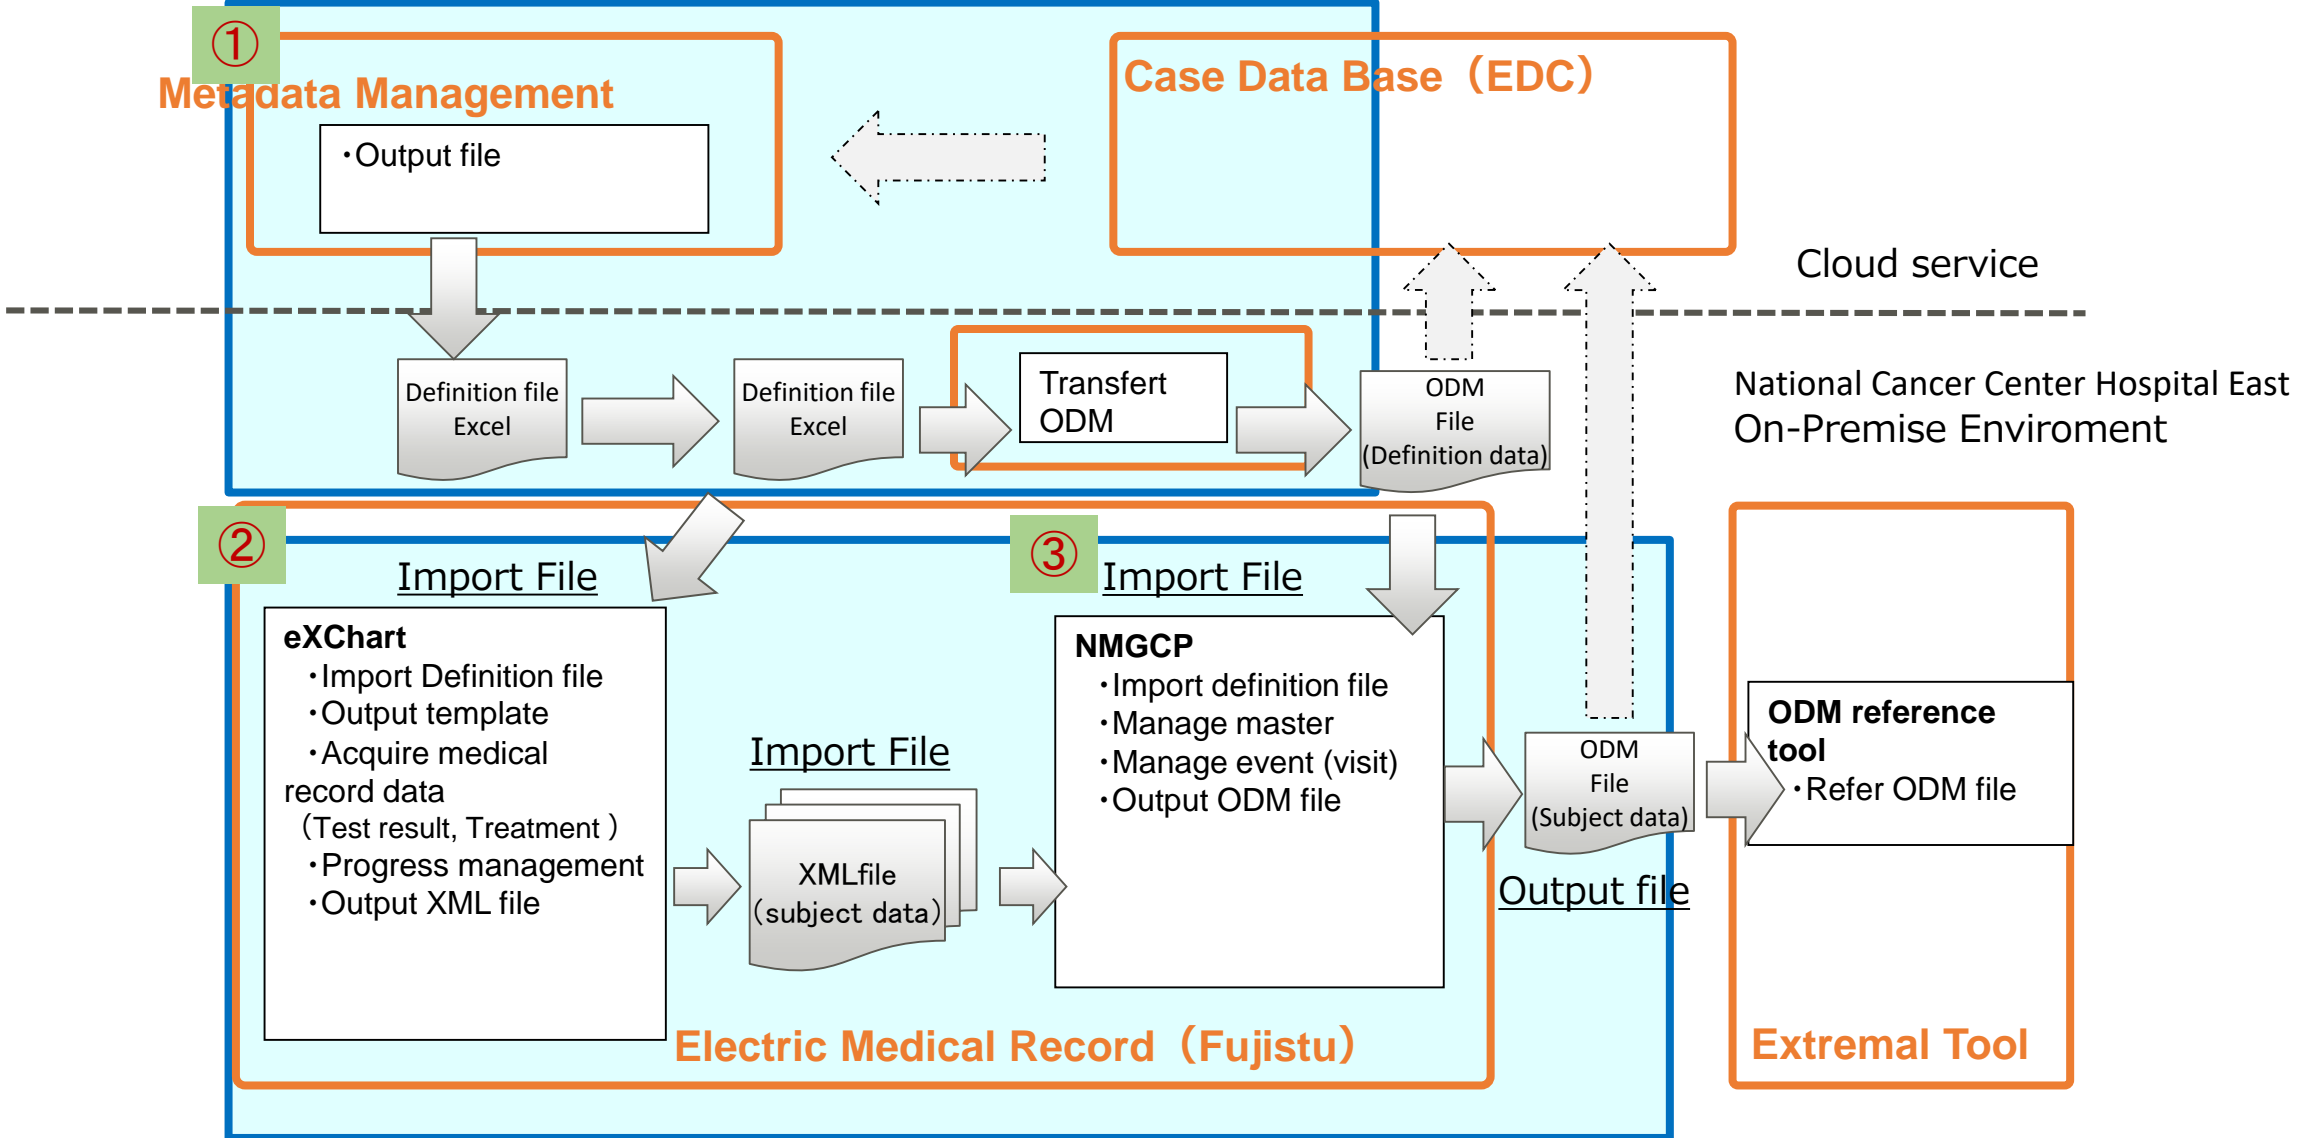 ①
Metadata Management
・Output file
Case Data Base（EDC）
Cloud service
Definition file
Excel
Definition file
Excel
Transfert
ODM
ODM
File
(Definition data)
National Cancer Center Hospital East
On-Premise Enviroment
②
Import File
eXChart
・Import Definition file
・Output template
・Acquire medical
record data
（Test result, Treatment ）
・Progress management
・Output XML file
Import File
XMLfile
（subject data）
③
Import File
NMGCP
・Import definition file
・Manage master
・Manage event (visit)
・Output ODM file
ODM
File
(Subject data)
Output file
ODM reference
tool
・Refer ODM file
Electric Medical Record（Fujistu）
Extremal Tool